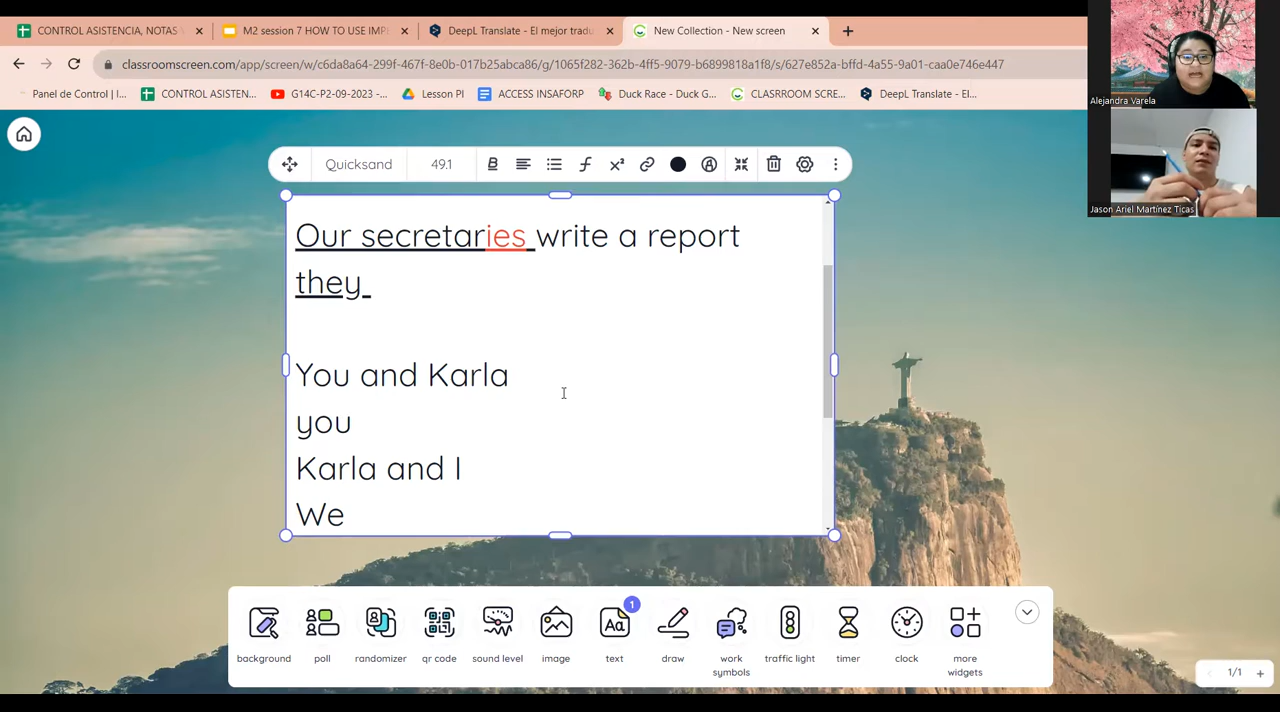 CONTROL ASISTENCIA, NOTAS
M2 session 7 HOW TO USE IMPE
DeepL Translate - El mejor tradu
New Collection - New screen
classroomscreen.com/app/screen/w/c6da8a64-299f-467f-8e0b-017b25abca86/g/1065f282-362b-4ff5-9079-b6899818a1f8/s/627e852a-bffd-4a55-9a01-caa0e746e447
Panel de Control | I...
CONTROL ASISTEN...
G14C-P2-09-2023 -...
Lesson PI
ACCESS INSAFORP
Duck Race - Duck G...
CLASRROOM SCRE...
DeepL Translate - El...
Alejandra Varela
Jason Ariel Martínez Ticas
Quicksand
49.1
Our secretaries write a report
they
You and Karla
you
Karla and I
We
1
background
poll
randomizer
qr code
sound level
image
text
draw
work
symbols
traffic light
timer
clock
more
widgets
1/1